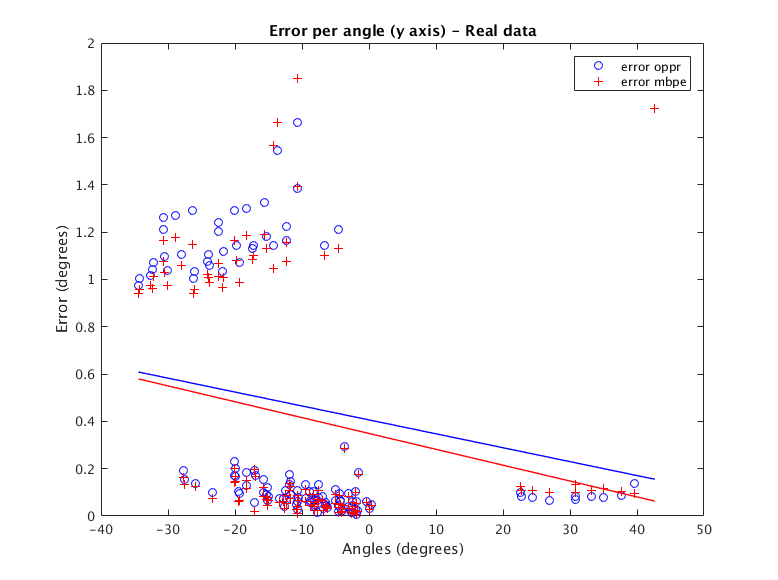 Error per angle (y axis) - Real data
error oppr
error mbpe
Error (degrees)
2
1.8
1.6
1.4
1.2
1
0.8
0.6
0.4
0.2
0
-40 -30 -20 -10 0 10 20 30 40 50
Angles (degrees)